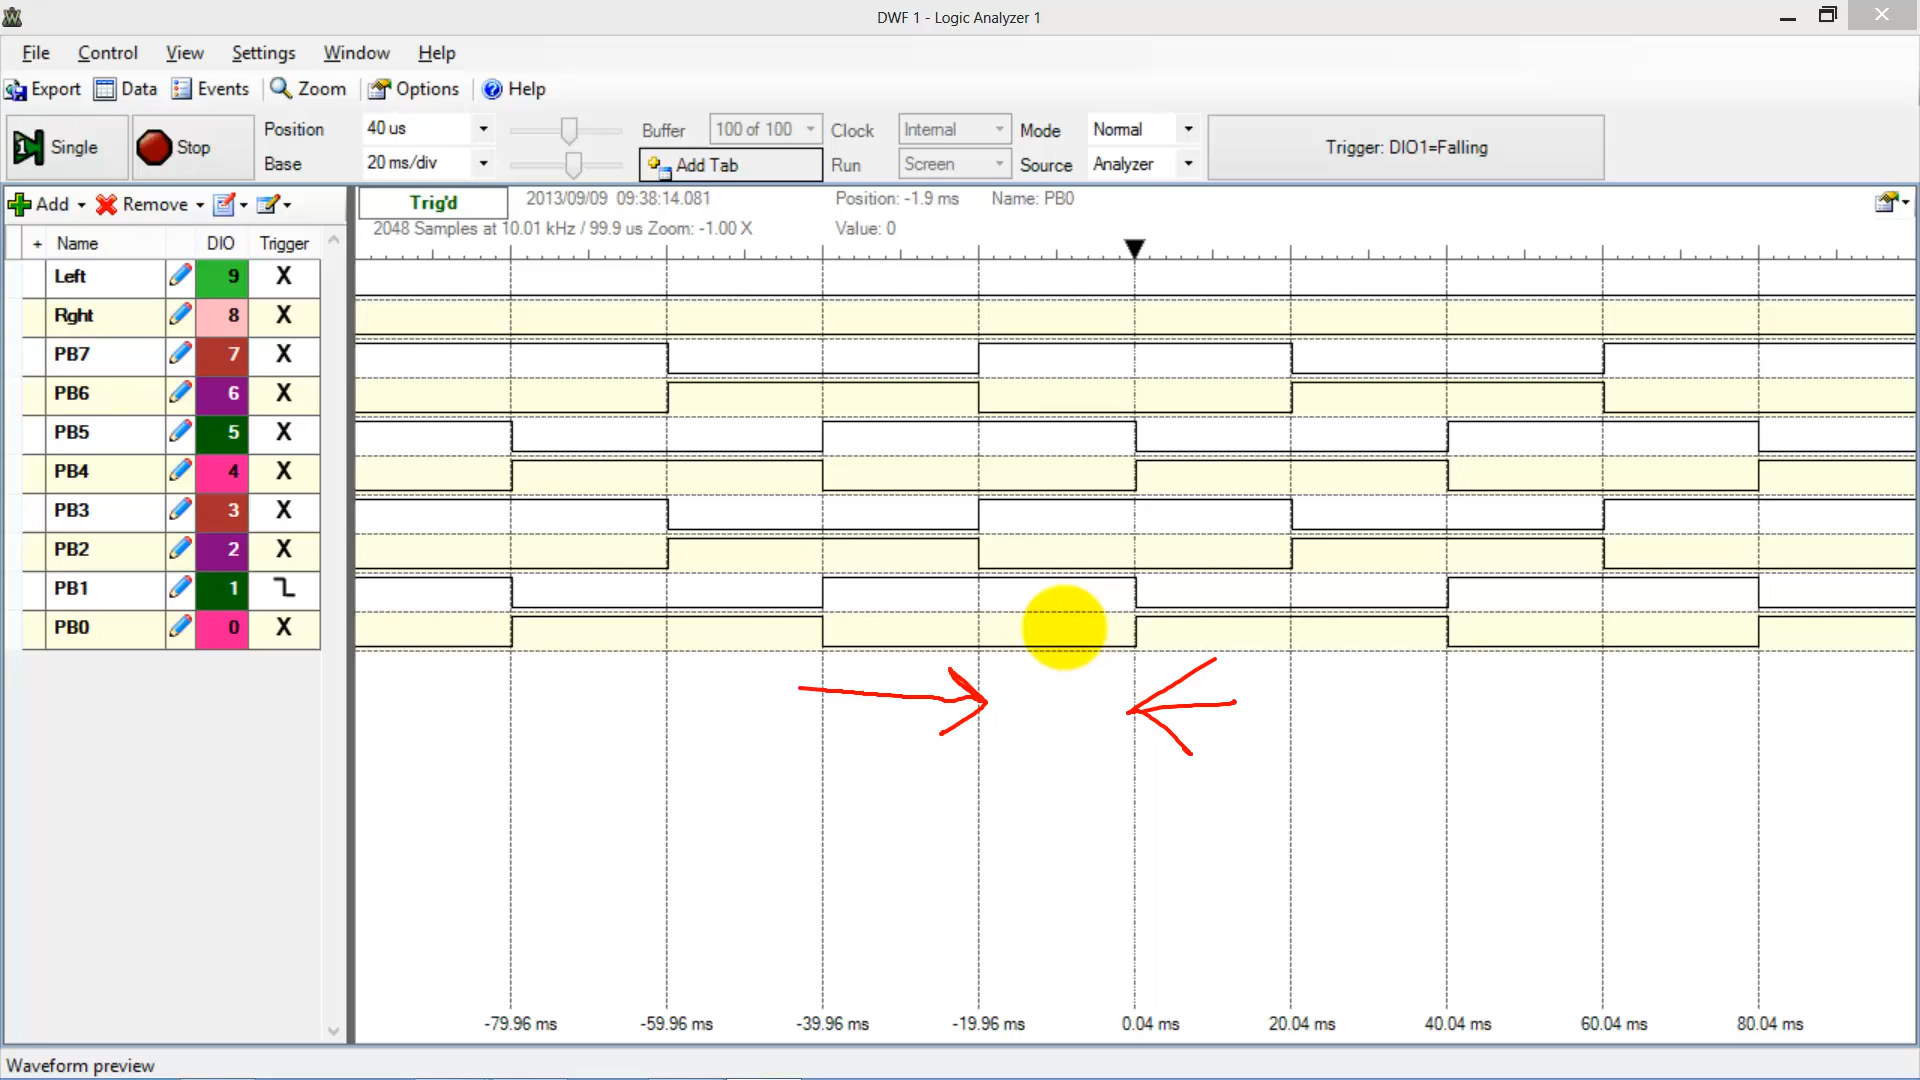 DWF 1 - Logic Analyzer 1
File Control View Settings Window Help
Export Data Events Zoom Options Help
Single Stop Position 40 us Buffer 100 of 100 Clock Internal Mode Normal Trigger: DIO1=Falling
Base 20 ms/div Add Tab Run Screen Source Analyzer
Add Remove Trig'd 2013/09/09 09:38:14.081 Position: -1.9 ms Name: PB0
2048 Samples at 10.01 kHz / 99.9 us Zoom: -1.00 X Value: 0
+ Name DIO Trigger
Left 9 X
Rght 8 X
PB7 7 X
PB6 6 X
PB5 5 X
PB4 4 X
PB3 3 X
PB2 2 X
PB1 1
PB0 0 X
-79.96 ms -59.96 ms -39.96 ms -19.96 ms 0.04 ms 20.04 ms 40.04 ms 60.04 ms 80.04 ms
Waveform preview